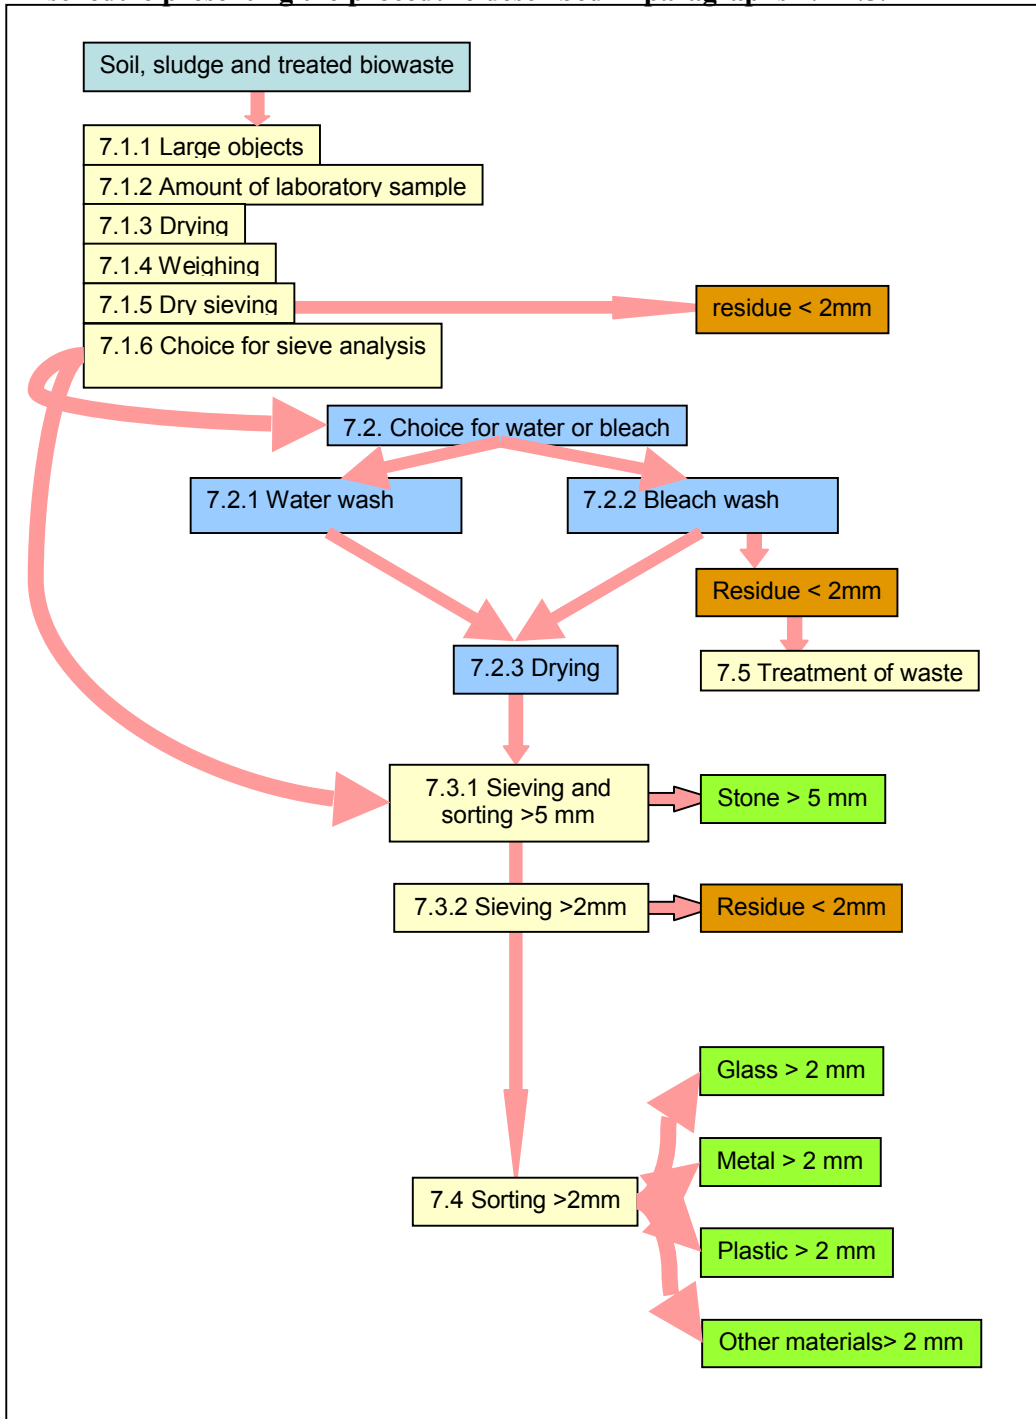 Soil, sludge and treated biowaste
7.1.1 Large objects
7.1.2 Amount of laboratory sample
7.1.3 Drying
7.1.4 Weighing
7.1.5 Dry sieving
residue < 2mm
7.1.6 Choice for sieve analysis
7.2. Choice for water or bleach
7.2.1 Water wash
7.2.2 Bleach wash
Residue < 2mm
7.2.3 Drying
7.5 Treatment of waste
7.3.1 Sieving and
sorting >5 mm
Stone > 5 mm
7.3.2 Sieving >2mm
Residue < 2mm
Glass > 2 mm
Metal > 2 mm
7.4 Sorting >2mm
Plastic > 2 mm
Other materials> 2 mm